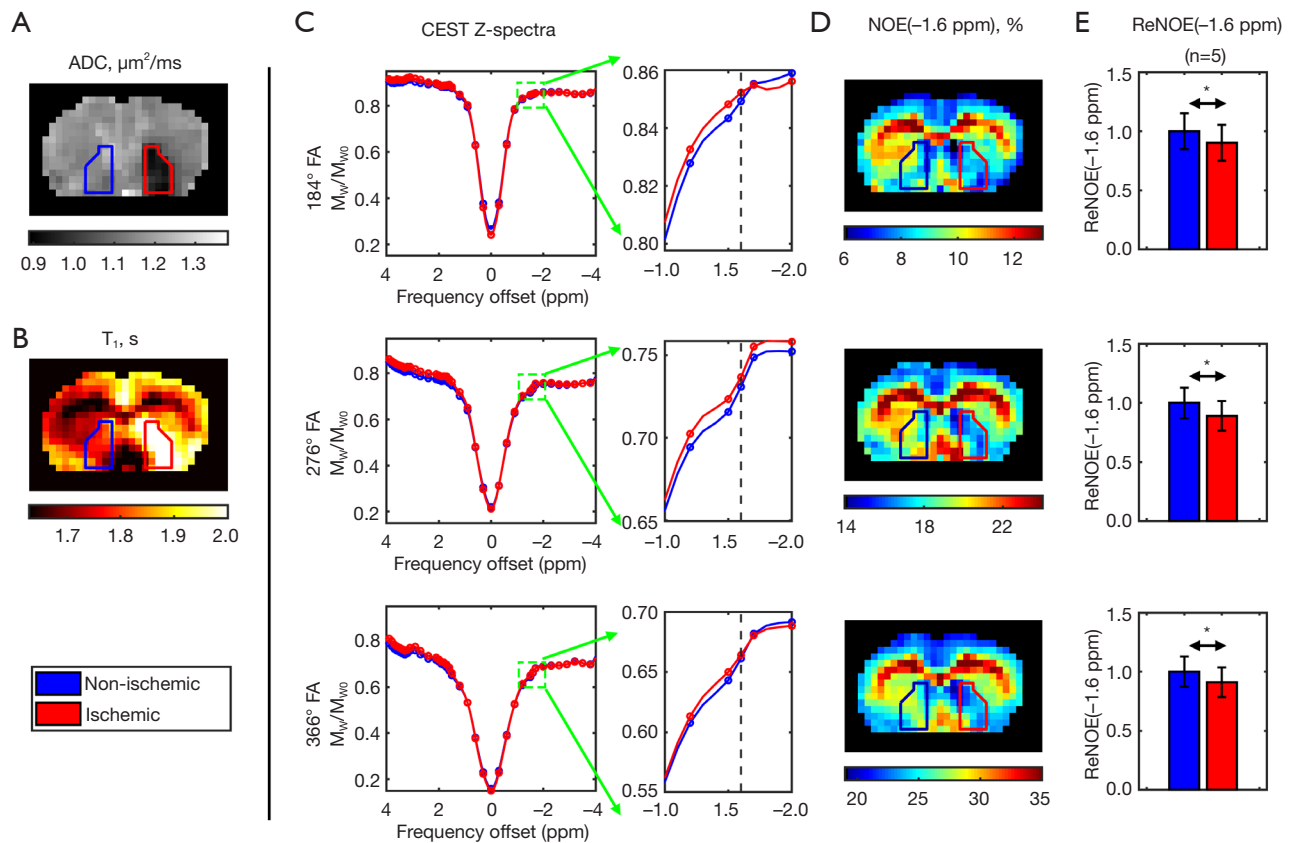 A
ADC, µm²/ms
0.9 1.0 1.1 1.2 1.3
B
T₁, s
1.7 1.8 1.9 2.0
Non-ischemic
Ischemic
C
CEST Z-spectra
184° FA
M_W/M_W0
0.8
0.6
0.4
0.2
4 2 0 −2 −4
Frequency offset (ppm)
0.86
0.84
0.82
0.80
−1.0 1.5 −2.0
276° FA
M_W/M_W0
0.8
0.6
0.4
0.2
4 2 0 −2 −4
Frequency offset (ppm)
0.75
0.70
0.65
−1.0 1.5 −2.0
366° FA
M_W/M_W0
0.8
0.6
0.4
0.2
4 2 0 −2 −4
Frequency offset (ppm)
0.70
0.65
0.60
0.55
−1.0 1.5 −2.0
D
NOE(−1.6 ppm), %
6 8 10 12
14 18 22
20 25 30 35
E
ReNOE(−1.6 ppm)
(n=5)
ReNOE(−1.6 ppm)
1.5
1.0
0.5
0.0
*
ReNOE(−1.6 ppm)
1.5
1.0
0.5
0.0
*
ReNOE(−1.6 ppm)
1.5
1.0
0.5
0.0
*